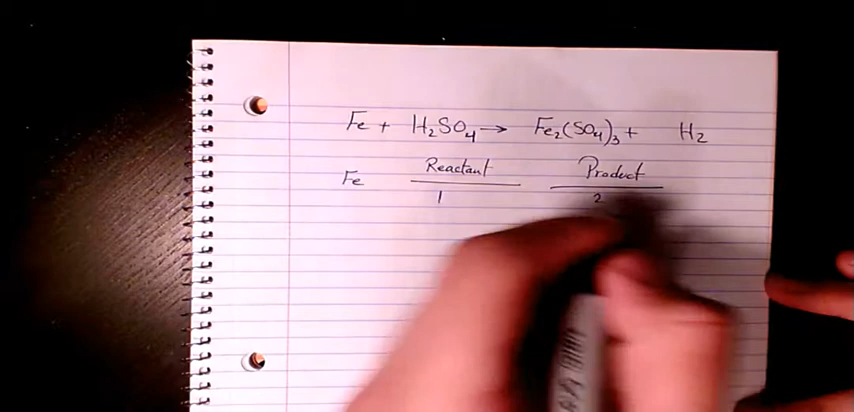 Fe + H₂SO₄ → Fe₂(SO₄)₃ + H₂
Reactant Product
Fe 1 2